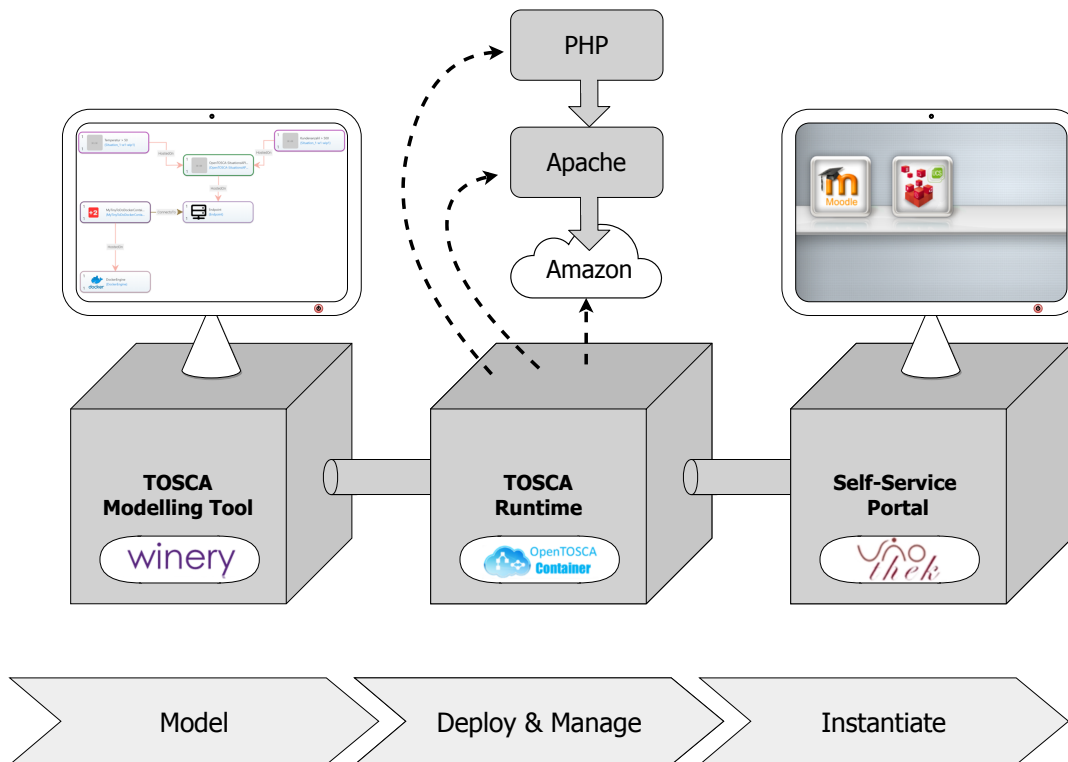 PHP
Apache
Amazon
docker
Moodle
TOSCA
Modelling Tool
winery
TOSCA
Runtime
OpenTOSCA
Container
Self-Service
Portal
vino
thek
Model
Deploy & Manage
Instantiate